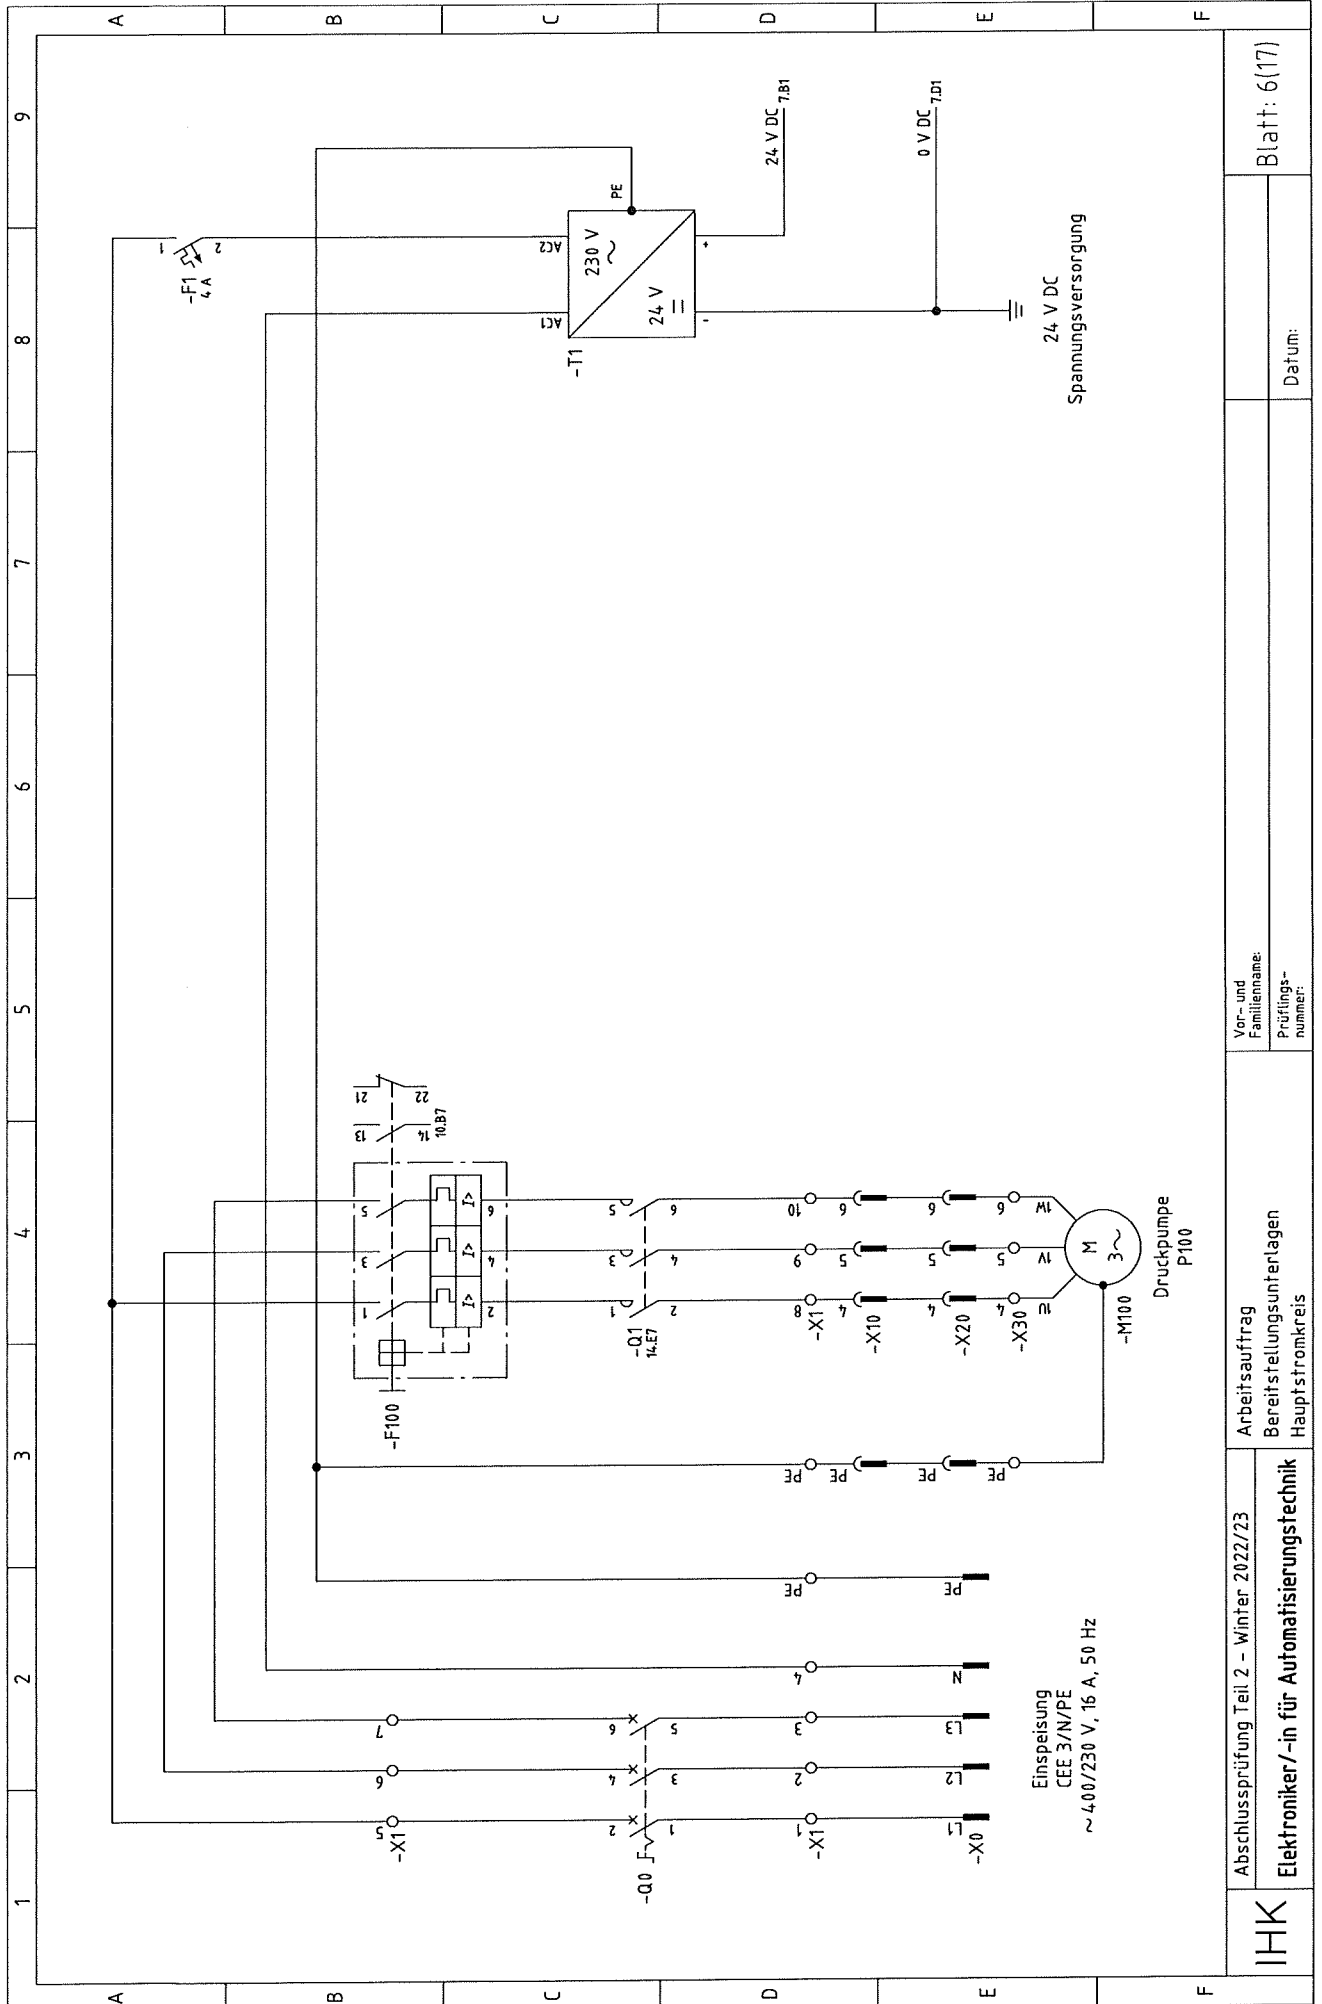 1 2 3 4 5 6 7 8 9
A
B
C
D
E
F
A
B
C
D
E
F
5 6 7
-X1
2 4 6
-Q0
1 3 5
1 2 3 4 PE
-X1
L1 L2 L3 N PE
-X0
Einspeisung
CEE 3/N/PE
~ 400/230 V, 16 A, 50 Hz
-F100
1 3 5 13 21
I> I> I>
2 4 6 14 22
10.B7
1 3 5
-Q1
14.E7
2 4 6
PE 8 9 10
-X1
PE 4 5 6
-X10
PE 4 5 6
-X20
PE 4 5 6
-X30
1U 1V 1W
M
3~
-M100
Druckpumpe
P100
1
-F1
4 A
2
AC1 AC2
PE
-T1
230 V
~
24 V
- +
24 V DC 7.B1
0 V DC 7.D1
24 V DC
Spannungsversorgung
IHK
Abschlussprüfung Teil 2 – Winter 2022/23
Elektroniker/-in für Automatisierungstechnik
Arbeitsauftrag
Bereitstellungsunterlagen
Hauptstromkreis
Vor- und
Familienname:
Prüflings-
nummer:
Datum:
Blatt: 6(17)